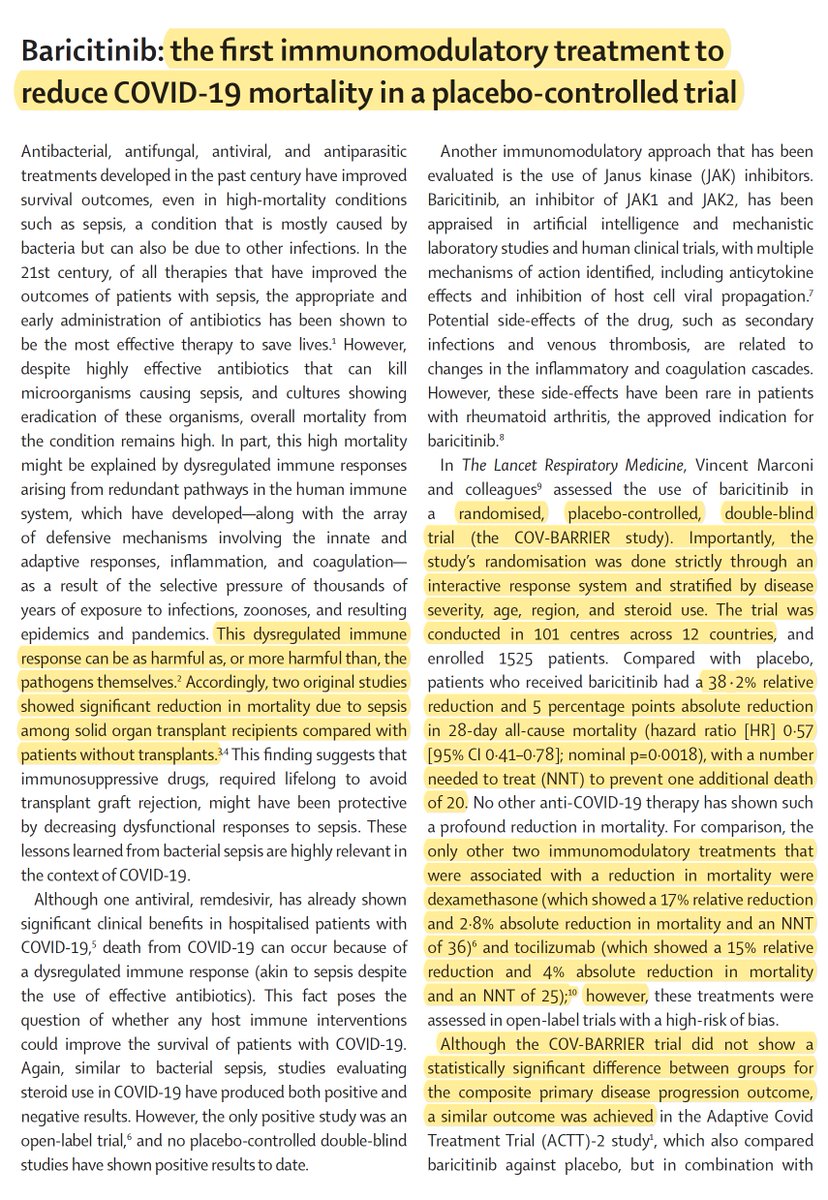 Baricitinib: the first immunomodulatory treatment to
reduce COVID-19 mortality in a placebo-controlled trial
Antibacterial, antifungal, antiviral, and antiparasitic
treatments developed in the past century have improved
survival outcomes, even in high-mortality conditions
such as sepsis, a condition that is mostly caused by
bacteria but can also be due to other infections. In the
21st century, of all therapies that have improved the
outcomes of patients with sepsis, the appropriate and
early administration of antibiotics has been shown to
be the most effective therapy to save lives.¹ However,
despite highly effective antibiotics that can kill
microorganisms causing sepsis, and cultures showing
eradication of these organisms, overall mortality from
the condition remains high. In part, this high mortality
might be explained by dysregulated immune responses
arising from redundant pathways in the human immune
system, which have developed—along with the array
of defensive mechanisms involving the innate and
adaptive responses, inflammation, and coagulation—
as a result of the selective pressure of thousands of
years of exposure to infections, zoonoses, and resulting
epidemics and pandemics. This dysregulated immune
response can be as harmful as, or more harmful than, the
pathogens themselves.² Accordingly, two original studies
showed significant reduction in mortality due to sepsis
among solid organ transplant recipients compared with
patients without transplants.³,⁴ This finding suggests that
immunosuppressive drugs, required lifelong to avoid
transplant graft rejection, might have been protective
by decreasing dysfunctional responses to sepsis. These
lessons learned from bacterial sepsis are highly relevant in
the context of COVID-19.
Although one antiviral, remdesivir, has already shown
significant clinical benefits in hospitalised patients with
COVID-19,⁵ death from COVID-19 can occur because of
a dysregulated immune response (akin to sepsis despite
the use of effective antibiotics). This fact poses the
question of whether any host immune interventions
could improve the survival of patients with COVID-19.
Again, similar to bacterial sepsis, studies evaluating
steroid use in COVID-19 have produced both positive and
negative results. However, the only positive study was an
open-label trial,⁶ and no placebo-controlled double-blind
studies have shown positive results to date.
Another immunomodulatory approach that has been
evaluated is the use of Janus kinase (JAK) inhibitors.
Baricitinib, an inhibitor of JAK1 and JAK2, has been
appraised in artificial intelligence and mechanistic
laboratory studies and human clinical trials, with multiple
mechanisms of action identified, including anticytokine
effects and inhibition of host cell viral propagation.⁷
Potential side-effects of the drug, such as secondary
infections and venous thrombosis, are related to
changes in the inflammatory and coagulation cascades.
However, these side-effects have been rare in patients
with rheumatoid arthritis, the approved indication for
baricitinib.⁸
In The Lancet Respiratory Medicine, Vincent Marconi
and colleagues⁹ assessed the use of baricitinib in
a randomised, placebo-controlled, double-blind
trial (the COV-BARRIER study). Importantly, the
study's randomisation was done strictly through an
interactive response system and stratified by disease
severity, age, region, and steroid use. The trial was
conducted in 101 centres across 12 countries, and
enrolled 1525 patients. Compared with placebo,
patients who received baricitinib had a 38·2% relative
reduction and 5 percentage points absolute reduction
in 28-day all-cause mortality (hazard ratio [HR] 0·57
[95% CI 0·41–0·78]; nominal p=0·0018), with a number
needed to treat (NNT) to prevent one additional death
of 20. No other anti-COVID-19 therapy has shown such
a profound reduction in mortality. For comparison, the
only other two immunomodulatory treatments that
were associated with a reduction in mortality were
dexamethasone (which showed a 17% relative reduction
and 2·8% absolute reduction in mortality and an NNT
of 36)⁶ and tocilizumab (which showed a 15% relative
reduction and 4% absolute reduction in mortality
and an NNT of 25);¹⁰ however, these treatments were
assessed in open-label trials with a high-risk of bias.
Although the COV-BARRIER trial did not show a
statistically significant difference between groups for
the composite primary disease progression outcome,
a similar outcome was achieved in the Adaptive Covid
Treatment Trial (ACTT)-2 study¹, which also compared
baricitinib against placebo, but in combination with